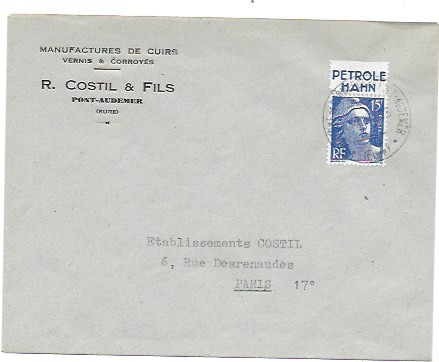 MANUFACTURES DE CUIRS
VERNIS & CORROYÉS
R. COSTIL & FILS
PONT-AUDEMER
(EURE)
PETROLE
HAHN
15F
POSTES
RF
Etablissements COSTIL
6, Rue Desrenaudes
PARIS 17°